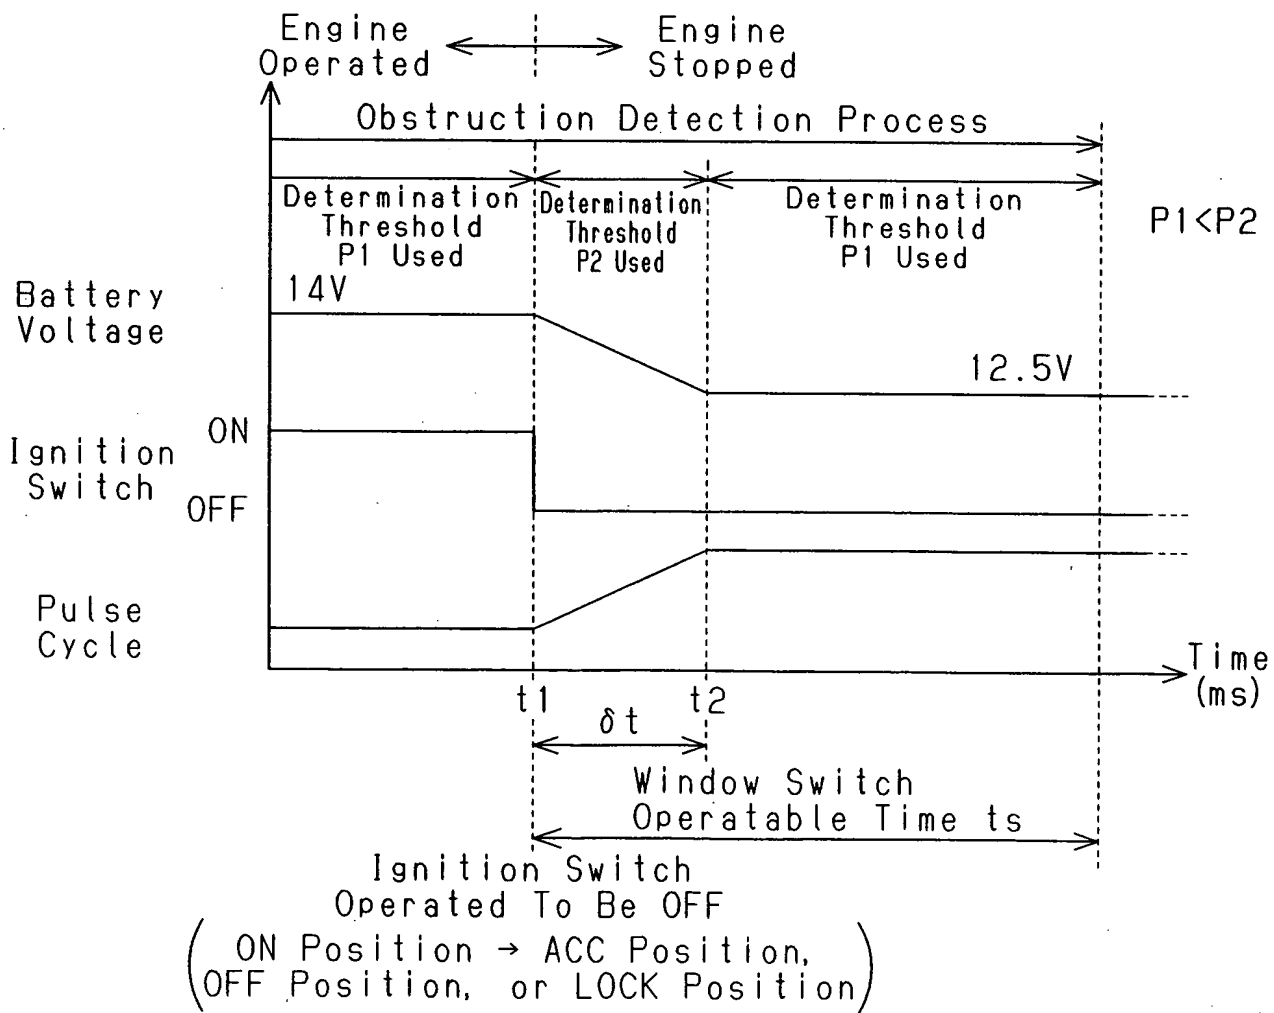 Engine
Operated
Engine
Stopped
Obstruction Detection Process
Determination
Threshold
P1 Used
Determination
Threshold
P2 Used
Determination
Threshold
P1 Used
P1<P2
Battery
Voltage
14V
12.5V
Ignition
Switch
ON
OFF
Pulse
Cycle
Time
(ms)
t1
t2
δt
Window Switch
Operatable Time ts
Ignition Switch
Operated To Be OFF
(ON Position → ACC Position,
OFF Position, or LOCK Position)